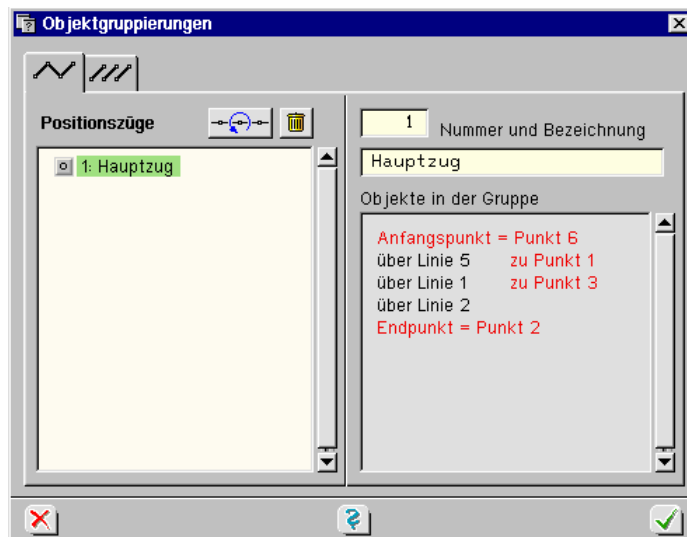 Objektgruppierungen
Positionszüge
1: Hauptzug
1 Nummer und Bezeichnung
Hauptzug
Objekte in der Gruppe
Anfangspunkt = Punkt 6
über Linie 5 zu Punkt 1
über Linie 1 zu Punkt 3
über Linie 2
Endpunkt = Punkt 2